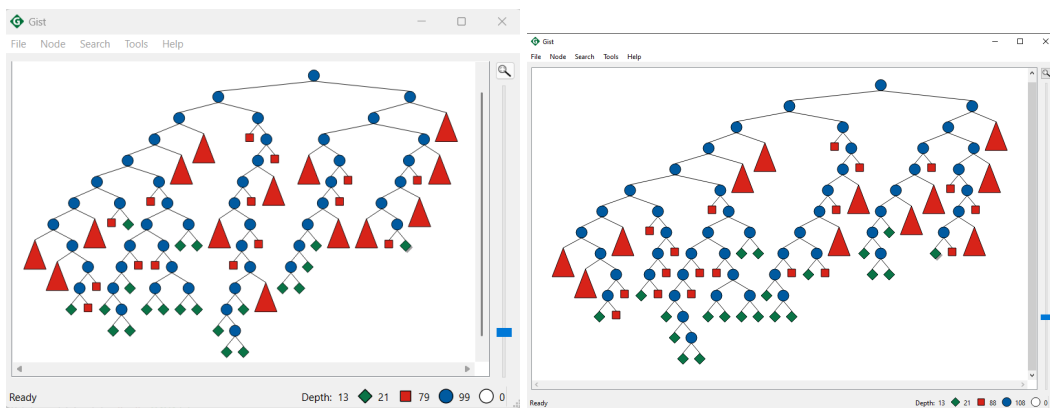 G Gist
File Node Search Tools Help
Ready
Depth: 13 21 79 99 0
G Gist
File Node Search Tools Help
Ready
Depth: 13 21 88 108 0